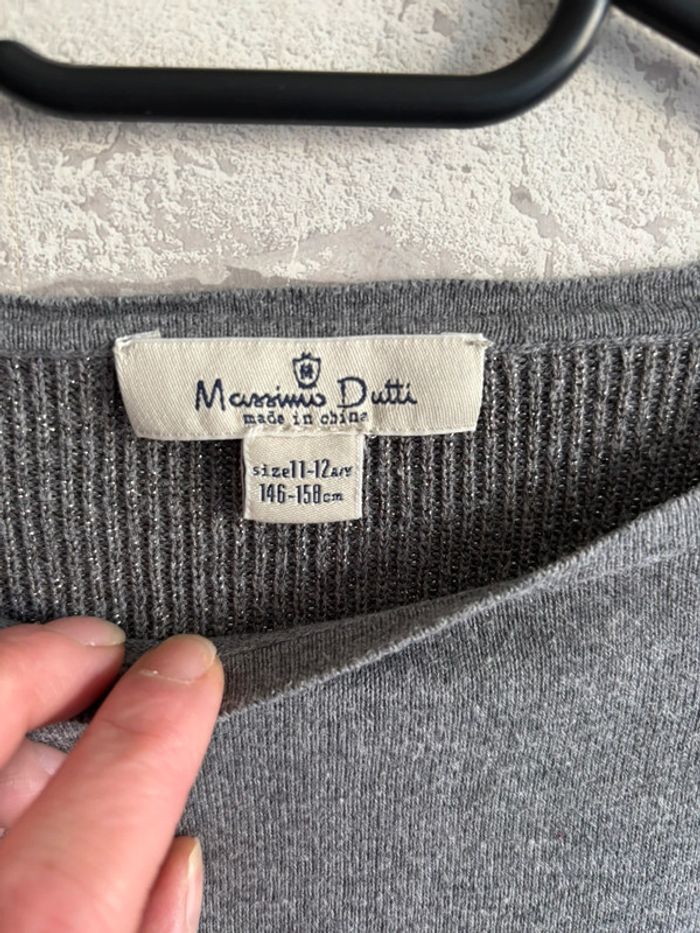 Massimo Dutti
made in china
size11-12A/Y
146-158cm